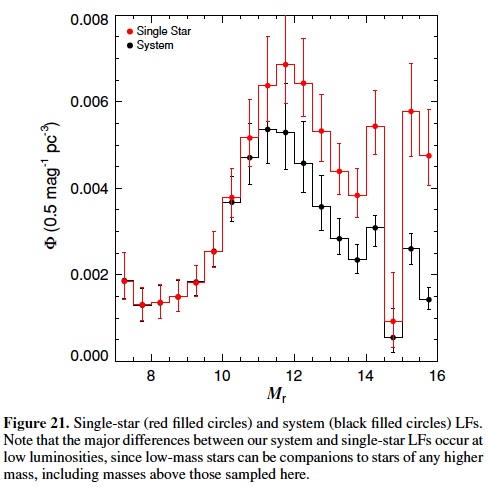 0.008
Single Star
System
0.006
0.004
0.002
0.000
Φ (0.5 mag⁻¹ pc⁻³)
8 10 12 14 16
Mᵣ
Figure 21. Single-star (red filled circles) and system (black filled circles) LFs.
Note that the major differences between our system and single-star LFs occur at
low luminosities, since low-mass stars can be companions to stars of any higher
mass, including masses above those sampled here.